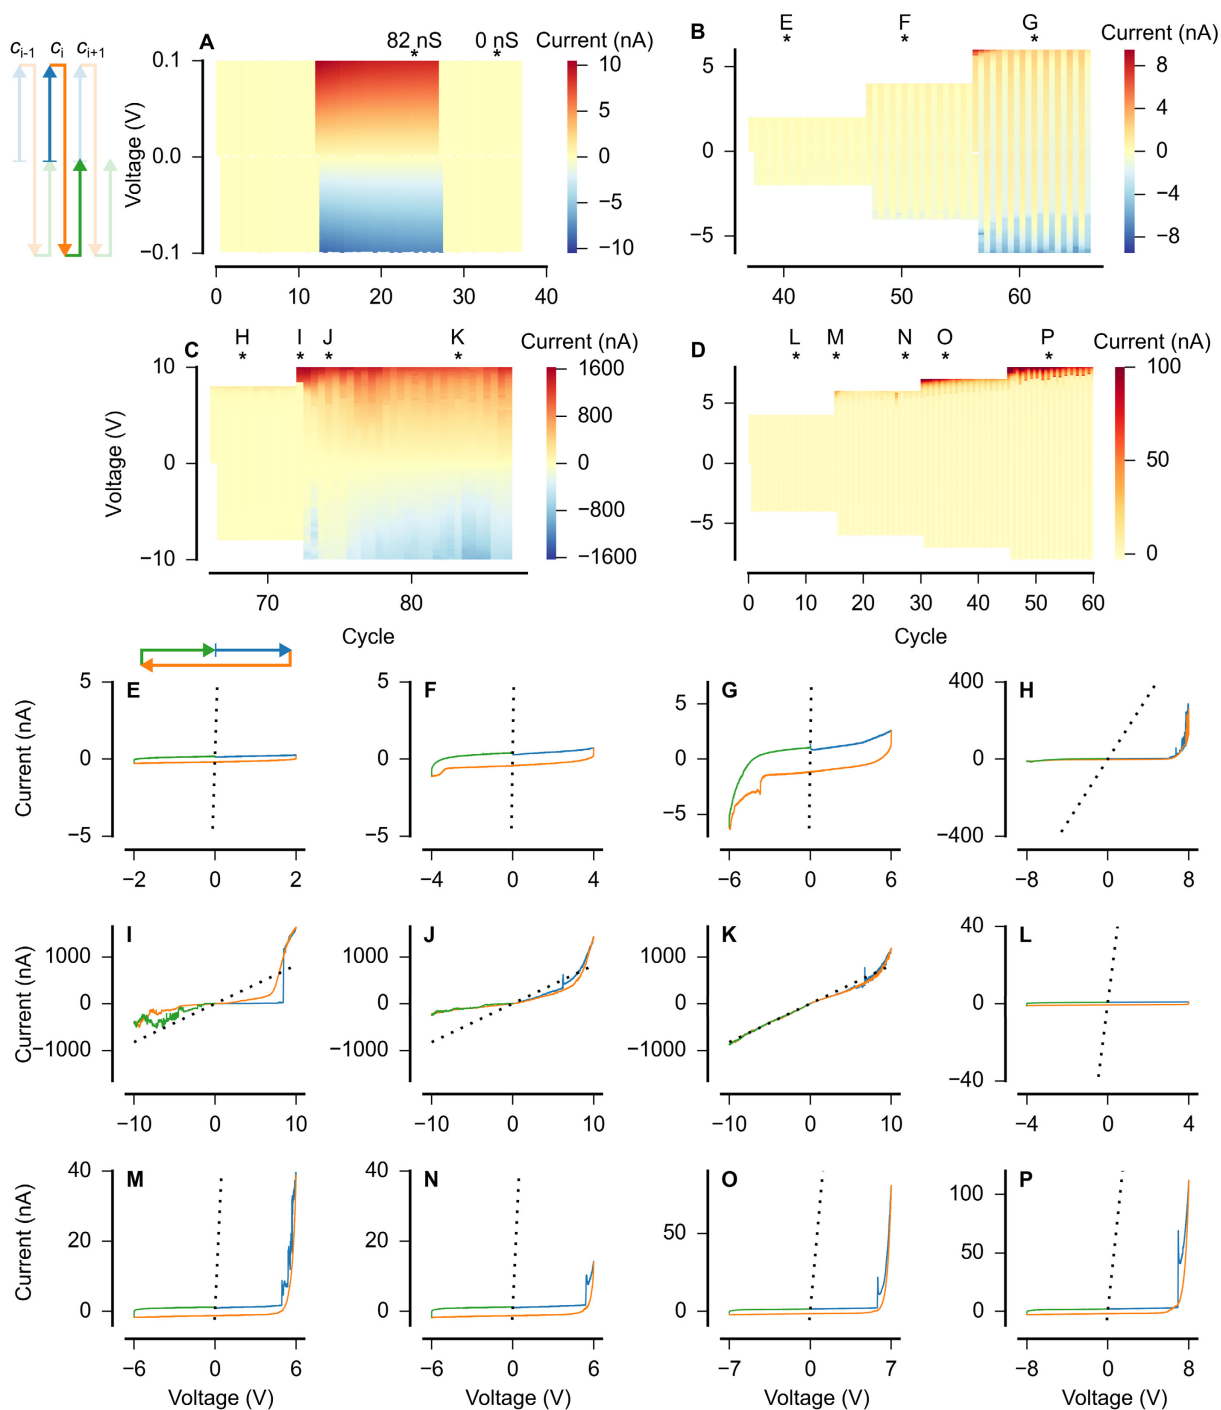 c i-1 c i c i+1
A 82 nS 0 nS Current (nA)
* *
Voltage (V)
0.1
0.0
−0.1
0 10 20 30 40
10
5
0
−5
−10
B E F G Current (nA)
* * *
5
0
−5
40 50 60
8
4
0
−4
−8
C H I J K Current (nA)
* * * *
Voltage (V)
10
0
−10
70 80
1600
800
0
−800
−1600
D L M N O P Current (nA)
* * * * *
5
0
−5
0 10 20 30 40 50 60
100
50
0
Cycle Cycle
Current (nA)
E
5
0
−5
−2 0 2
F
5
0
−5
−4 0 4
G
5
0
−5
−6 0 6
H
400
0
−400
−8 0 8
Current (nA)
I
1000
0
−1000
−10 0 10
J
1000
0
−1000
−10 0 10
K
1000
0
−1000
−10 0 10
L
40
0
−40
−4 0 4
Current (nA)
M
40
20
0
−6 0 6
Voltage (V)
N
40
20
0
−6 0 6
Voltage (V)
O
50
0
−7 0 7
Voltage (V)
P
100
50
0
−8 0 8
Voltage (V)